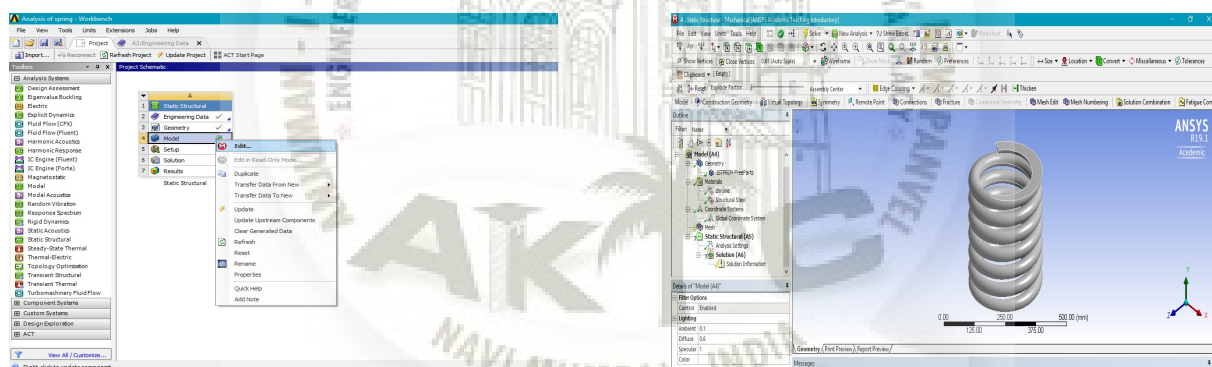 Analysis of spring - Workbench
File View Tools Units Extensions Jobs Help
Project A2:Engineering Data
Import... Reconnect Refresh Project Update Project ACT Start Page
Toolbox
Project Schematic
Analysis Systems
Design Assessment
Eigenvalue Buckling
Electric
Explicit Dynamics
Fluid Flow (CFX)
Fluid Flow (Fluent)
Harmonic Acoustics
Harmonic Response
IC Engine (Fluent)
IC Engine (Forte)
Magnetostatic
Modal
Modal Acoustics
Random Vibration
Response Spectrum
Rigid Dynamics
Static Acoustics
Static Structural
Steady-State Thermal
Thermal-Electric
Topology Optimization
Transient Structural
Transient Thermal
Turbomachinery Fluid Flow
Component Systems
Custom Systems
Design Exploration
ACT
View All / Customize...
A
1 Static Structural
2 Engineering Data
3 Geometry
4 Model
5 Setup
6 Solution
7 Results
Static Structural
Edit...
Edit in Read-Only Mode...
Duplicate
Transfer Data From New
Transfer Data To New
Update
Update Upstream Components
Clear Generated Data
Refresh
Reset
Rename
Properties
Quick Help
Add Note
A : Static Structural - Mechanical [ANSYS Academic Teaching Introductory]
File Edit View Units Tools Help Solve New Analysis Show Errors Worksheet
Show Vertices Close Vertices 0.81 (Auto Scale) Wireframe Show Mesh Random Preferences Size Location Convert Miscellaneous Tolerances
Clipboard [Empty]
Reset Explode Factor: Assembly Center Edge Coloring Thicken
Model Construction Geometry Virtual Topology Symmetry Remote Point Connections Fracture Condensed Geometry Mesh Edit Mesh Numbering Solution Combination Fatigue Com
Outline
Filter: Name
Model (A4)
Geometry
Materials
chrome
Structural Steel
Coordinate Systems
Global Coordinate System
Mesh
Static Structural (A5)
Analysis Settings
Solution (A6)
Solution Information
Details of "Model (A4)"
Filter Options
Control Enabled
Lighting
Ambient 0.1
Diffuse 0.6
Specular 1
Color
ANSYS
R19.1
Academic
0.00 250.00 500.00 (mm)
125.00 375.00
Y
Z X
Geometry Print Preview Report Preview
Messages
AIKTC
NAVI MUMBAI INDIA
PANVEL